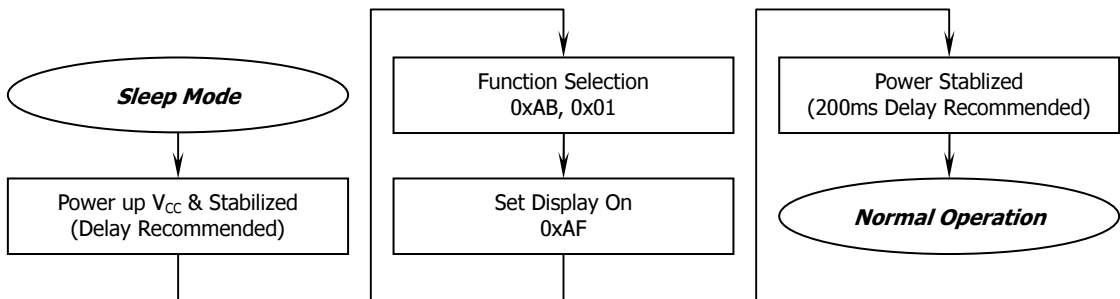 Sleep Mode
Power up VCC & Stabilized
(Delay Recommended)
Function Selection
0xAB, 0x01
Set Display On
0xAF
Power Stablized
(200ms Delay Recommended)
Normal Operation